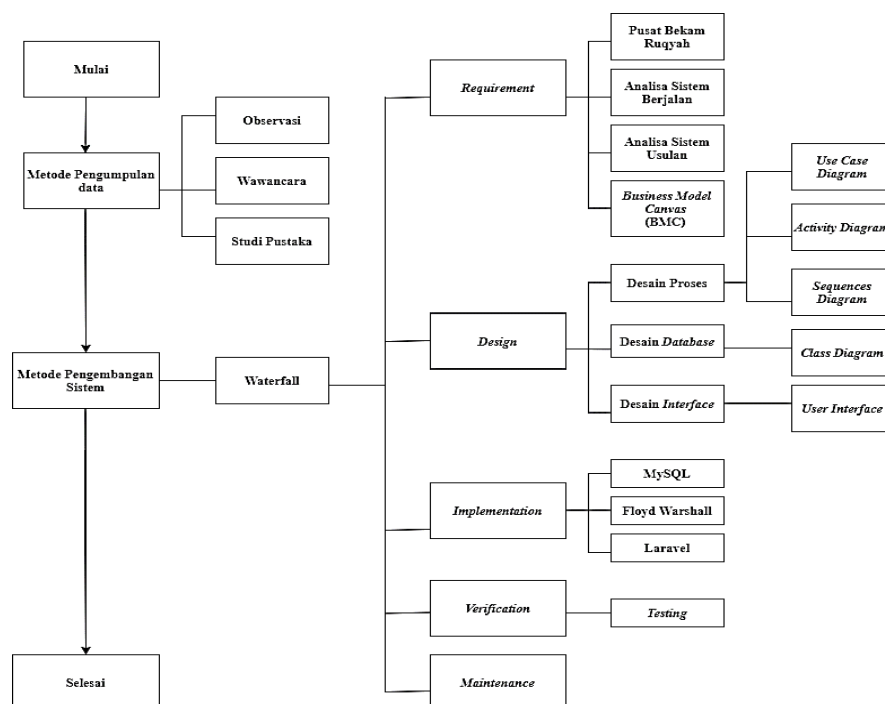 Mulai
Metode Pengumpulan
data
Observasi
Wawancara
Studi Pustaka
Metode Pengembangan
Sistem
Waterfall
Selesai
Requirement
Pusat Bekam
Ruqyah
Analisa Sistem
Berjalan
Analisa Sistem
Usulan
Business Model
Canvas
(BMC)
Design
Desain Proses
Use Case
Diagram
Activity Diagram
Sequences
Diagram
Desain Database
Class Diagram
Desain Interface
User Interface
Implementation
MySQL
Floyd Warshall
Laravel
Verification
Testing
Maintenance